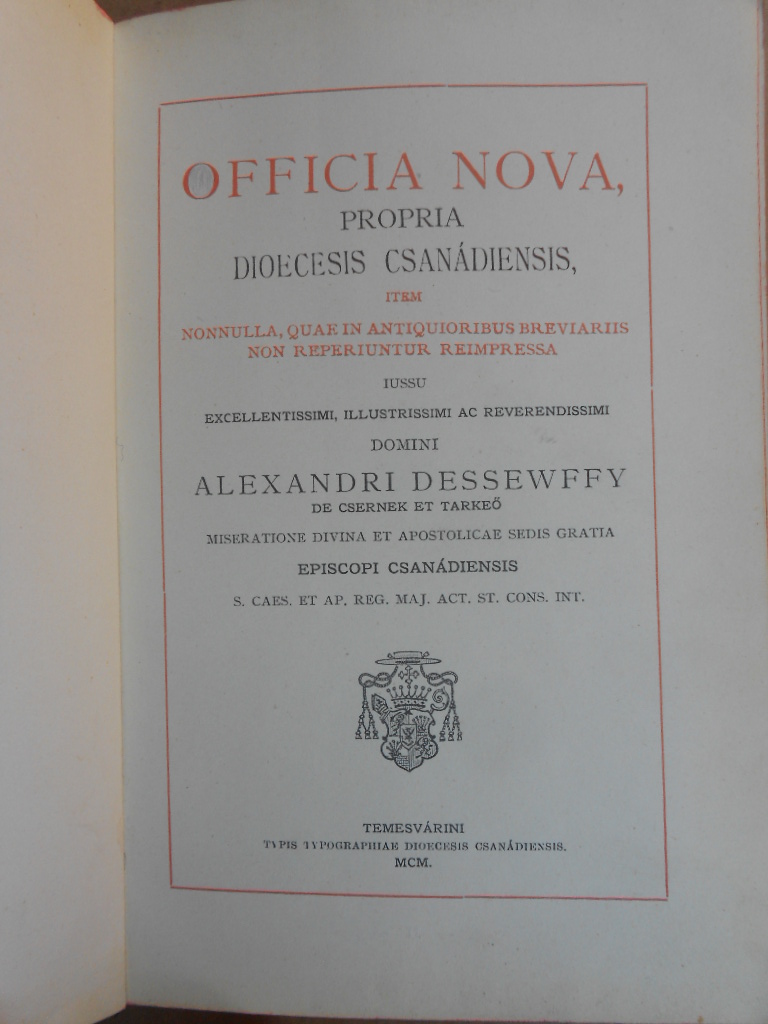 OFFICIA NOVA,
PROPRIA
DIOECESIS CSANÁDIENSIS,
ITEM
NONNULLA, QUAE IN ANTIQUIORIBUS BREVIARIIS
NON REPERIUNTUR REIMPRESSA
IUSSU
EXCELLENTISSIMI, ILLUSTRISSIMI AC REVERENDISSIMI
DOMINI
ALEXANDRI DESSEWFFY
DE CSERNEK ET TARKEŐ
MISERATIONE DIVINA ET APOSTOLICAE SEDIS GRATIA
EPISCOPI CSANÁDIENSIS
S. CAES. ET AP. REG. MAJ. ACT. ST. CONS. INT.
TEMESVÁRINI
TYPIS TYPOGRAPHIAE DIOECESIS CSANÁDIENSIS.
MCM.